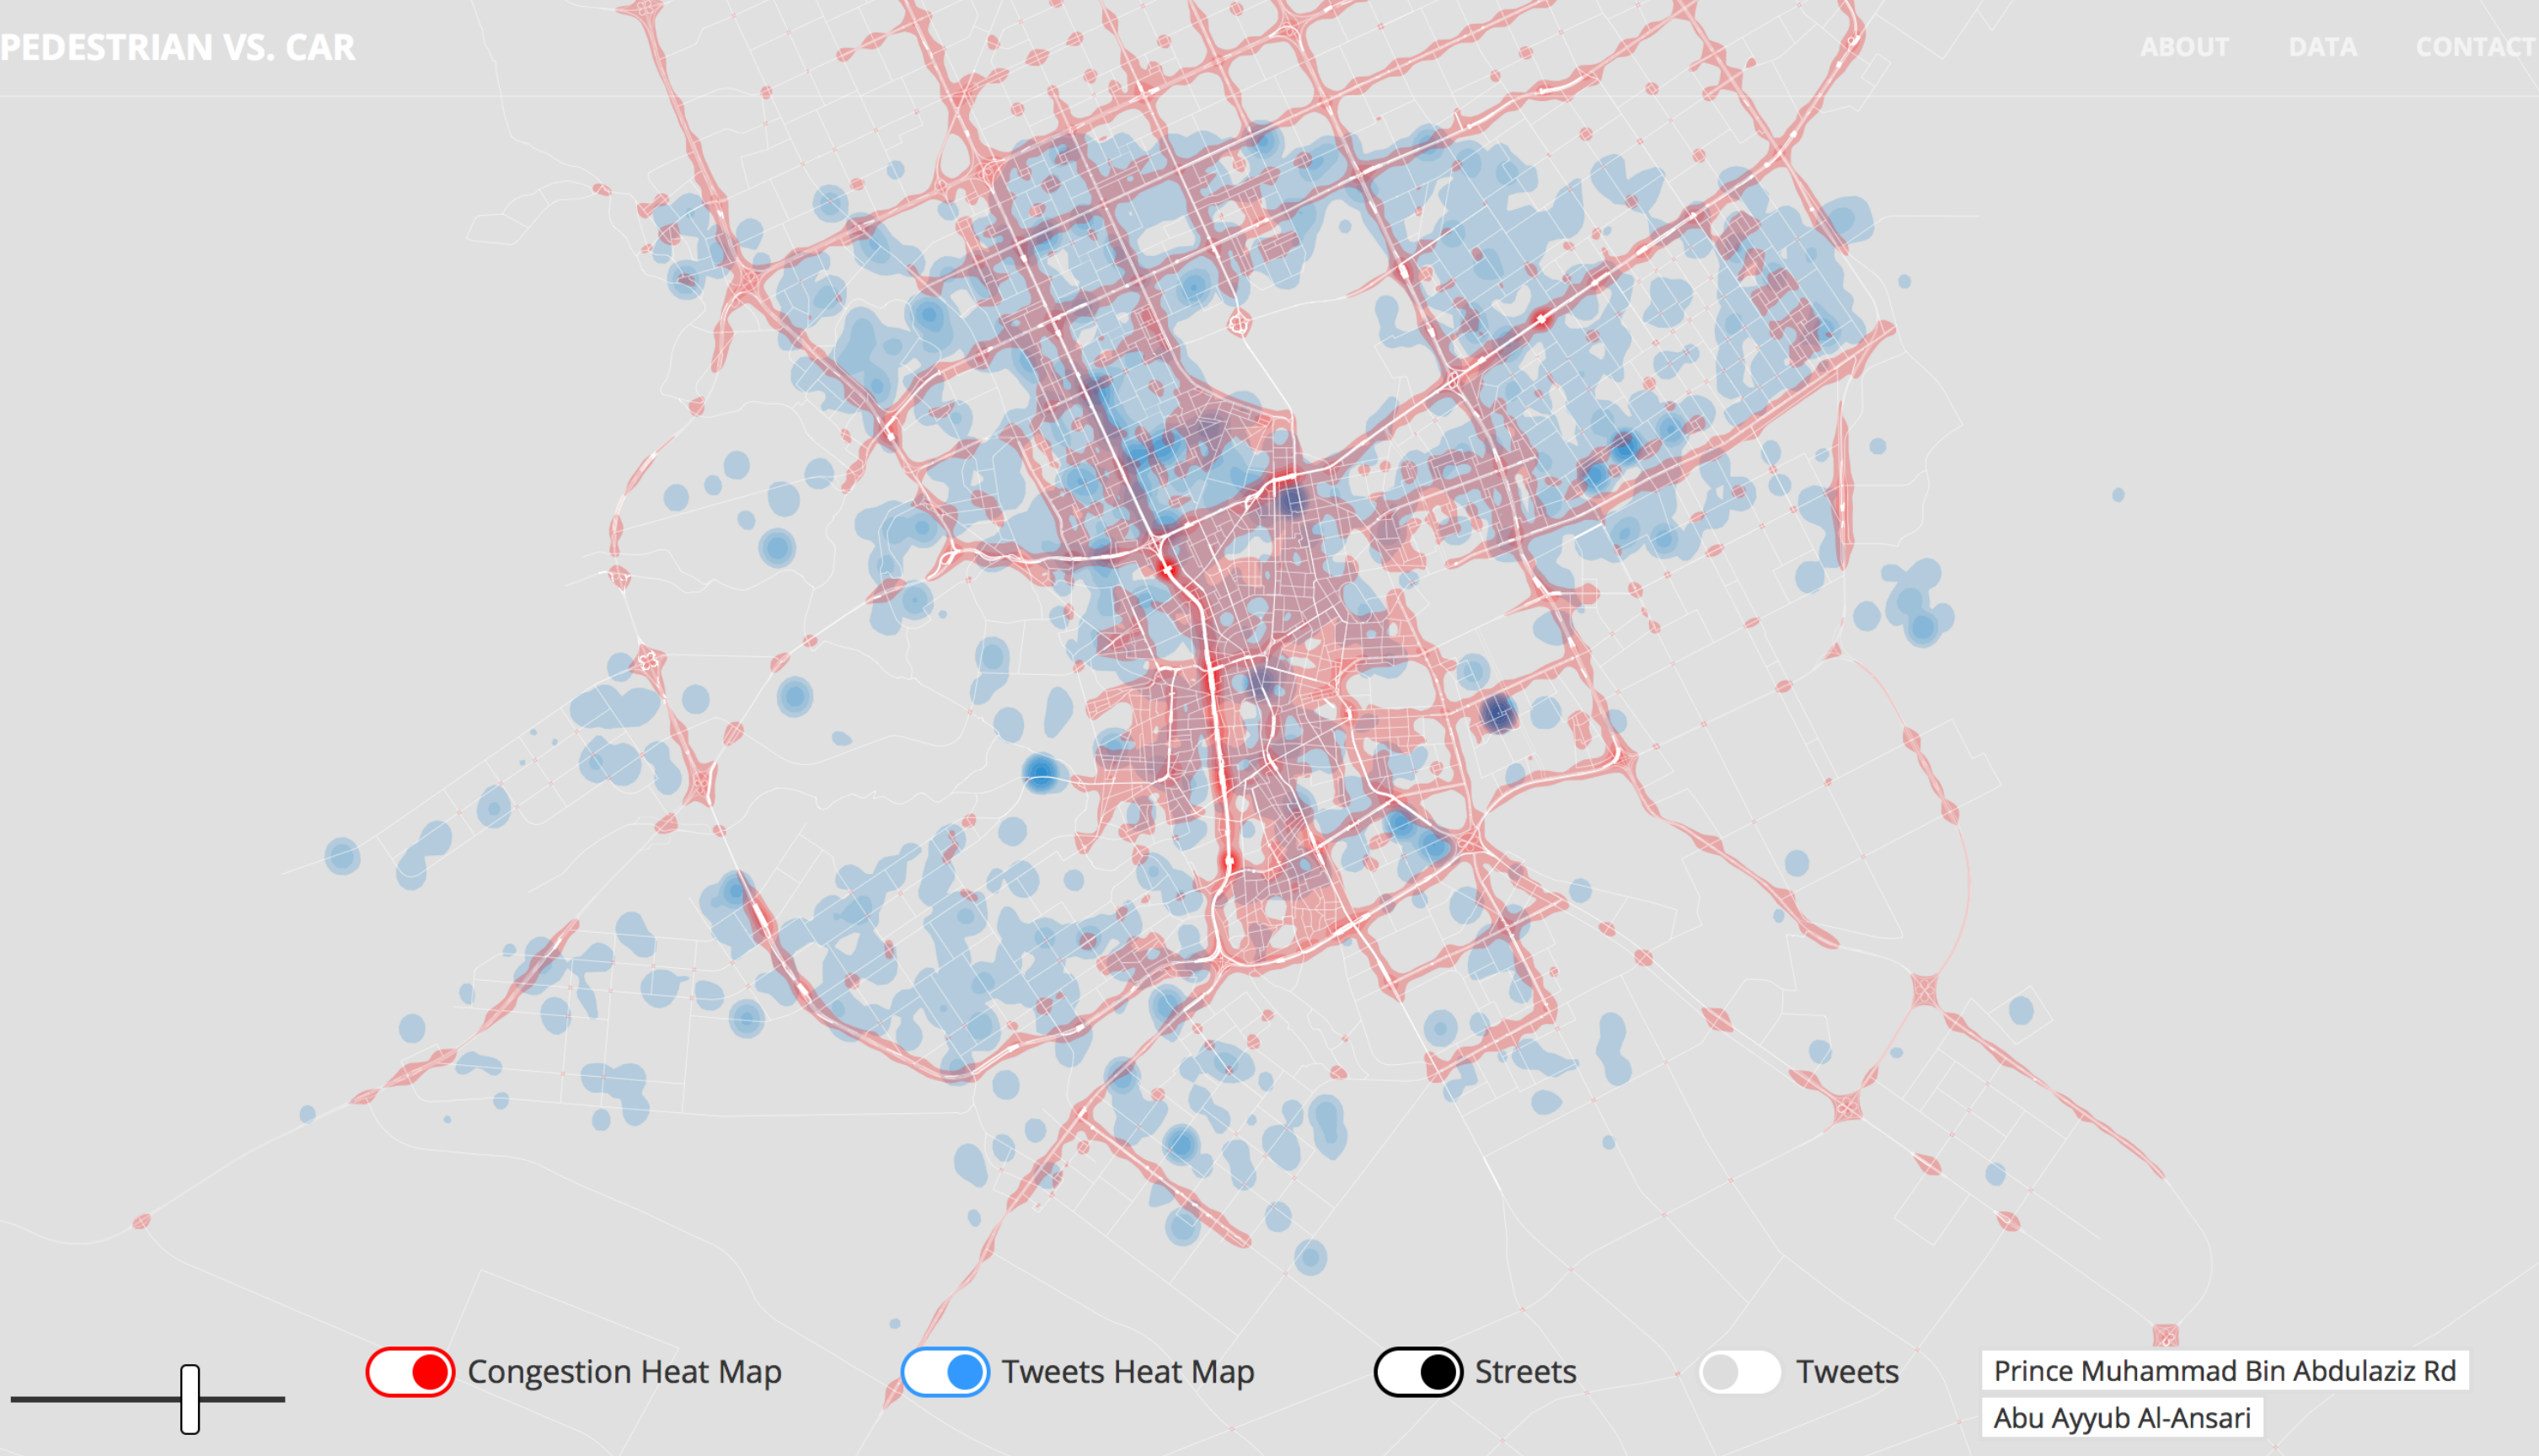 PEDESTRIAN VS. CAR
ABOUT DATA CONTACT
Congestion Heat Map
Tweets Heat Map
Streets
Tweets
Prince Muhammad Bin Abdulaziz Rd
Abu Ayyub Al-Ansari